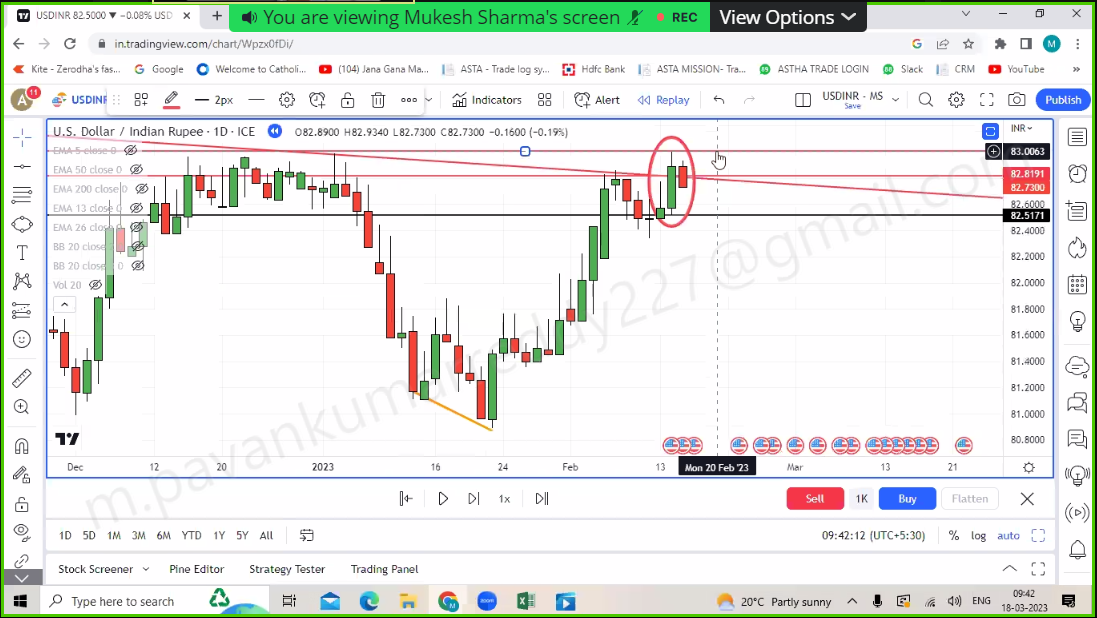 USDINR 82.5000 ▼ −0.08% USD
You are viewing Mukesh Sharma's screen
REC
View Options
in.tradingview.com/chart/Wpzx0fDi/
M
Kite - Zerodha's fas...
Google
Welcome to Catholi...
(104) Jana Gana Ma...
ASTA - Trade log sy...
Hdfc Bank
ASTA MISSION- Tra...
ASTHA TRADE LOGIN
Slack
CRM
YouTube
A
11
USDINR
2px
Indicators
Alert
Replay
USDINR - MS
Save
Publish
U.S. Dollar / Indian Rupee · 1D · ICE
O82.8900 H82.9340 L82.7300 C82.7300 −0.1600 (−0.19%)
INR
EMA 5 close 0
EMA 50 close 0
EMA 200 close 0
EMA 13 close 0
EMA 26 close 0
BB 20 close 0
BB 20 close 0
Vol 20
83.0063
82.8191
82.7300
82.6000
82.5171
82.4000
82.2000
82.0000
81.8000
81.6000
81.4000
81.2000
81.0000
80.8000
m.pavankumarreddy227@gmail.com
Dec
12
20
2023
16
24
Feb
13
Mon 20 Feb '23
Mar
13
21
1x
Sell
1K
Buy
Flatten
1D
5D
1M
3M
6M
YTD
1Y
5Y
All
09:42:12 (UTC+5:30)
%
log
auto
Stock Screener
Pine Editor
Strategy Tester
Trading Panel
Type here to search
20°C Partly sunny
ENG
09:42
18-03-2023